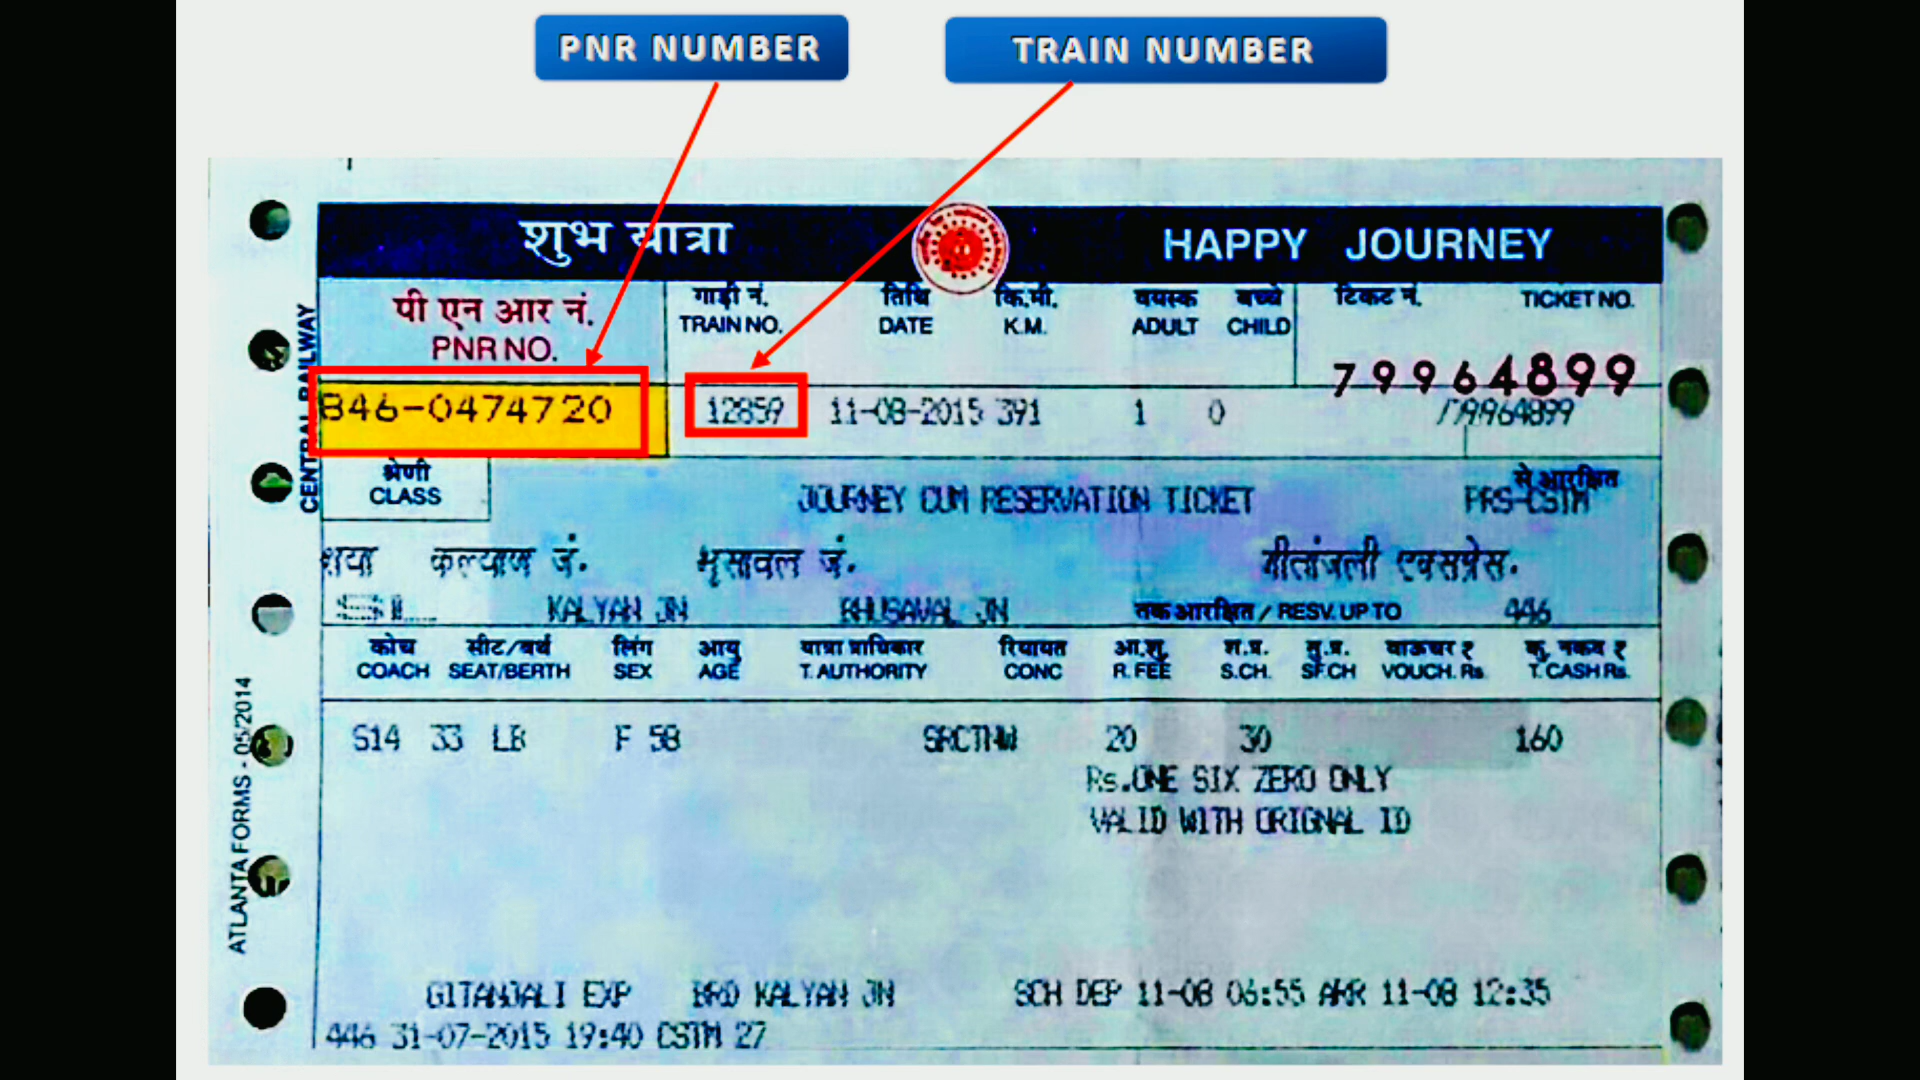 PNR NUMBER TRAIN NUMBER
शुभ यात्रा HAPPY JOURNEY
पी एन आर नं. गाड़ी नं. तिथि कि.मी. वयस्क बच्चे टिकट नं. TICKET NO.
PNR NO. TRAIN NO. DATE K.M. ADULT CHILD
79964899
846-0474720 12859 11-08-2015 391 1 0 79964899
CENTRAL RAILWAY
श्रेणी से आरक्षित
CLASS JOURNEY CUM RESERVATION TICKET PRS-CSTM
कल्याण जं. भुसावल जं. गीतांजली एक्सप्रेस.
SL KALYAN JN BHUSAVAL JN तक आरक्षित / RESV. UP TO 446
कोच सीट/बर्थ लिंग आयु यात्रा प्राधिकार रियायत आ.शु. श.प्र. सु.प्र. वाऊचर ₹ कु. नकद ₹
COACH SEAT/BERTH SEX AGE T. AUTHORITY CONC R. FEE S.CH. SF.CH VOUCH. Rs. T. CASH Rs.
S14 33 LB F 58 SRCTNW 20 30 160
Rs.ONE SIX ZERO ONLY
VALID WITH ORIGNAL ID
ATLANTA FORMS - 05/2014
GITANJALI EXP BRD KALYAN JN SCH DEP 11-08 06:55 ARR 11-08 12:35
446 31-07-2015 19:40 CSTM 27